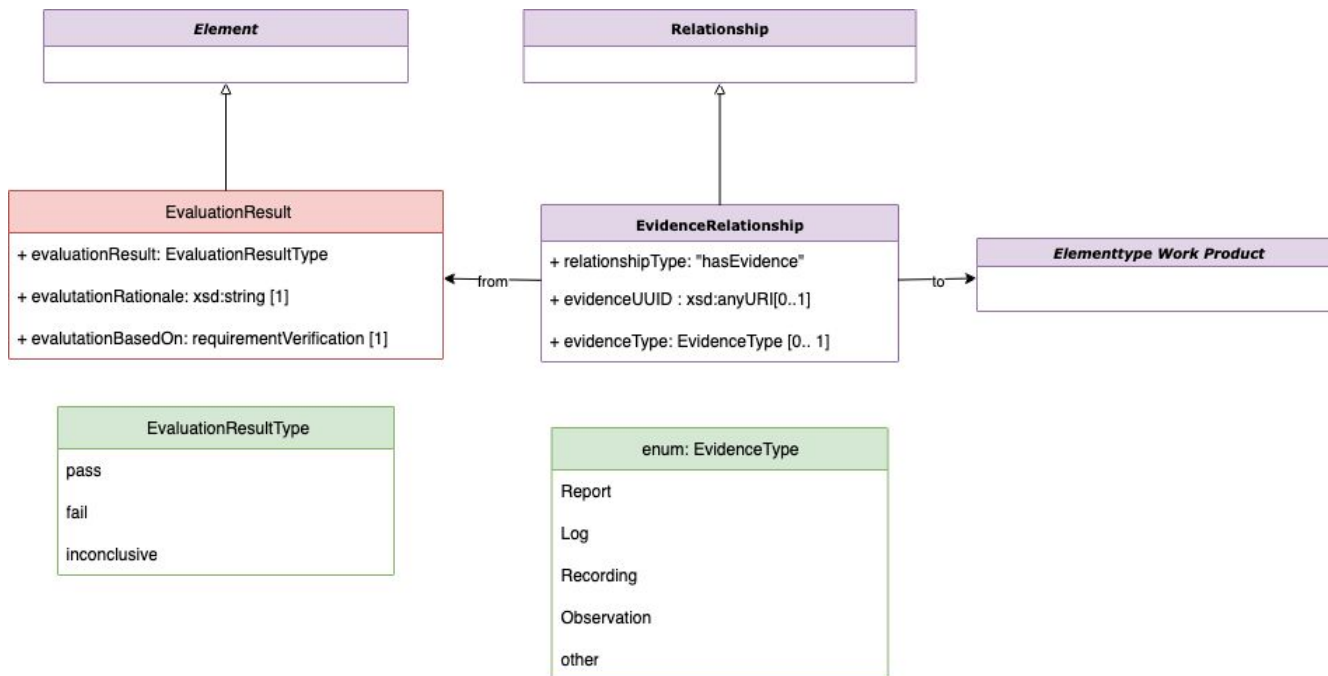 Element
Relationship
EvaluationResult
+ evaluationResult: EvaluationResultType
+ evalutationRationale: xsd:string [1]
+ evalutationBasedOn: requirementVerification [1]
from
EvidenceRelationship
+ relationshipType: "hasEvidence"
+ evidenceUUID : xsd:anyURI[0..1]
+ evidenceType: EvidenceType [0.. 1]
to
Elementtype Work Product
EvaluationResultType
pass
fail
inconclusive
enum: EvidenceType
Report
Log
Recording
Observation
other